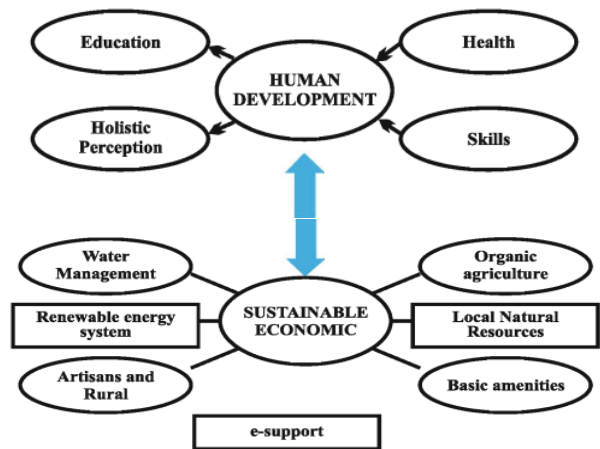 Education
Health
HUMAN
DEVELOPMENT
Holistic
Perception
Skills
Water
Management
Organic
agriculture
Renewable energy
system
SUSTAINABLE
ECONOMIC
Local Natural
Resources
Artisans and
Rural
Basic amenities
e-support